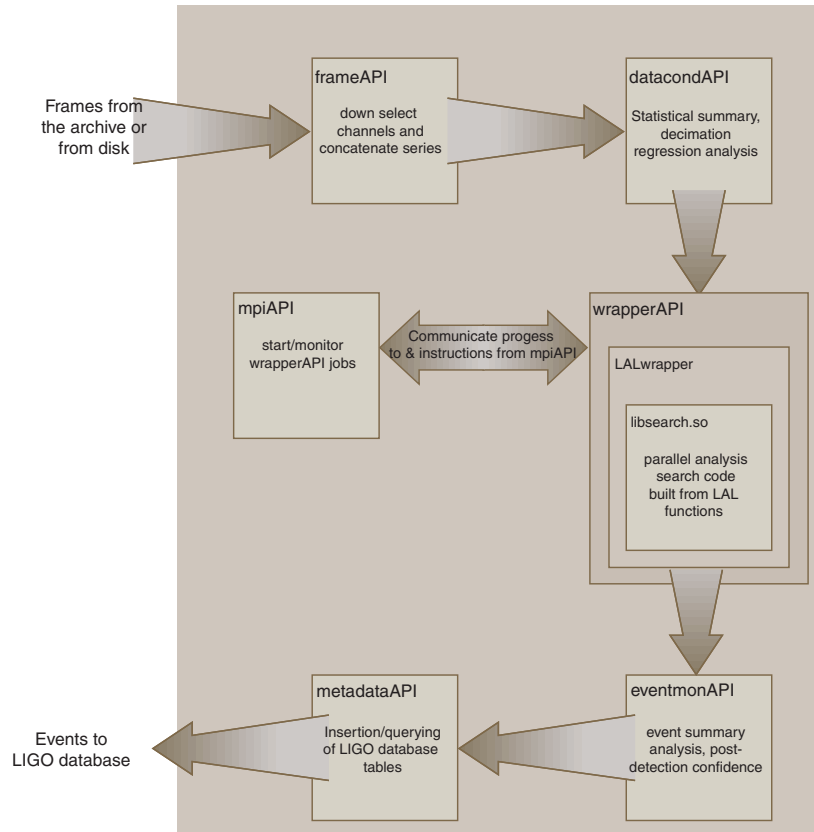 frameAPI
down select
channels and
concatenate series
datacondAPI
Statistical summary,
decimation
regression analysis
Frames from
the archive or
from disk
mpiAPI
start/monitor
wrapperAPI jobs
Communicate progess
to & instructions from mpiAPI
wrapperAPI
LALwrapper
libsearch.so
parallel analysis
search code
built from LAL
functions
metadataAPI
Insertion/querying
of LIGO database
tables
eventmonAPI
event summary
analysis, post-
detection confidence
Events to
LIGO database